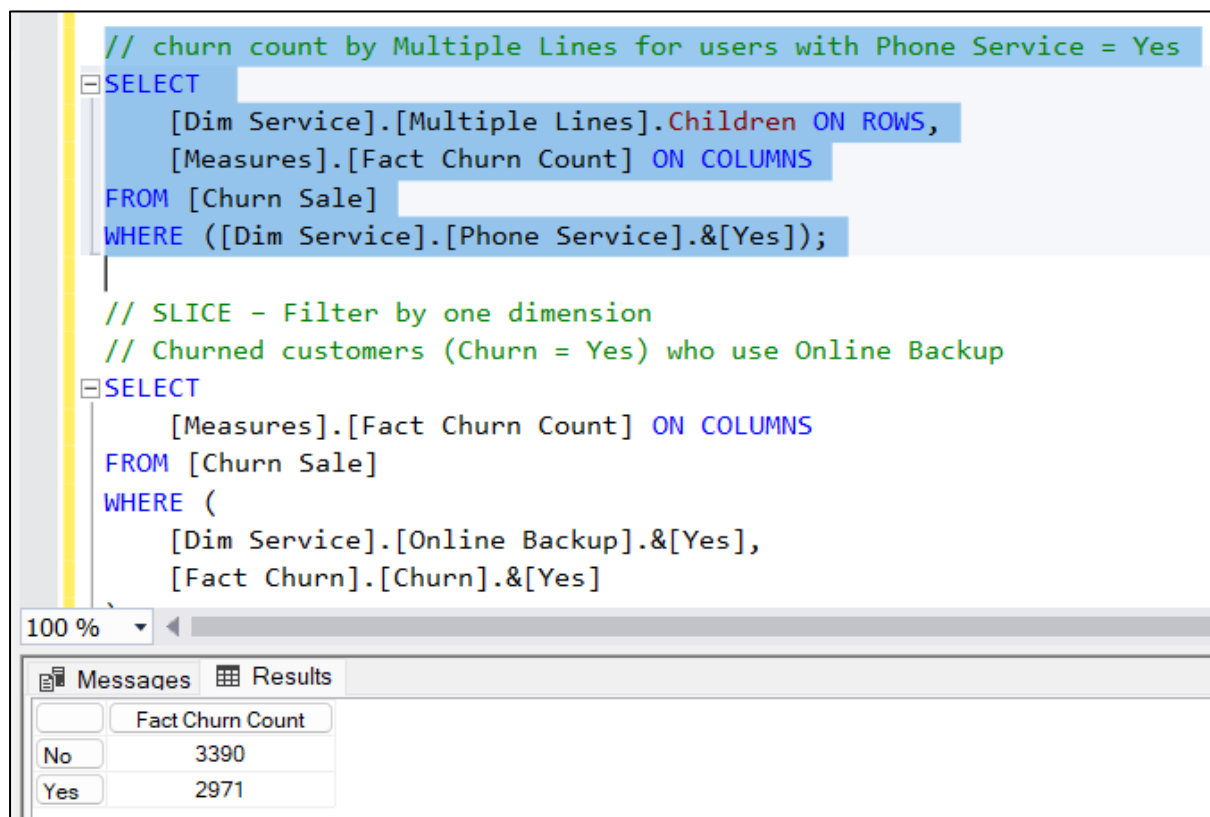 // churn count by Multiple Lines for users with Phone Service = Yes
SELECT
[Dim Service].[Multiple Lines].Children ON ROWS,
[Measures].[Fact Churn Count] ON COLUMNS
FROM [Churn Sale]
WHERE ([Dim Service].[Phone Service].&[Yes]);
// SLICE – Filter by one dimension
// Churned customers (Churn = Yes) who use Online Backup
SELECT
[Measures].[Fact Churn Count] ON COLUMNS
FROM [Churn Sale]
WHERE (
[Dim Service].[Online Backup].&[Yes],
[Fact Churn].[Churn].&[Yes]
100 %
Messages Results
Fact Churn Count
No 3390
Yes 2971